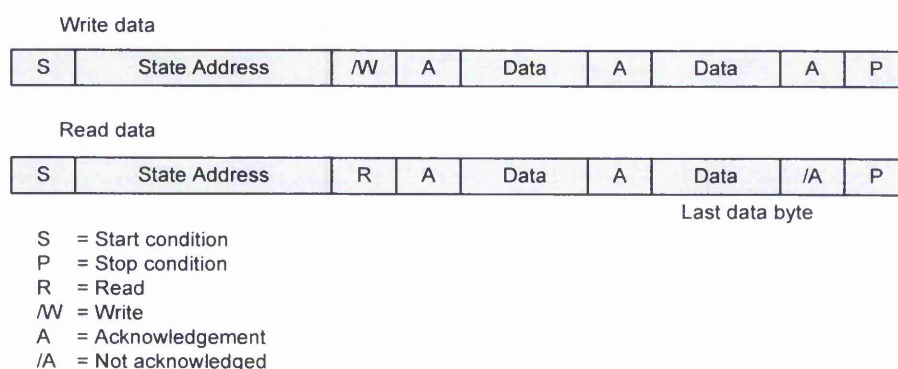 Write data
S State Address /W A Data A Data A P
Read data
S State Address R A Data A Data /A P
Last data byte
S = Start condition
P = Stop condition
R = Read
/W = Write
A = Acknowledgement
/A = Not acknowledged